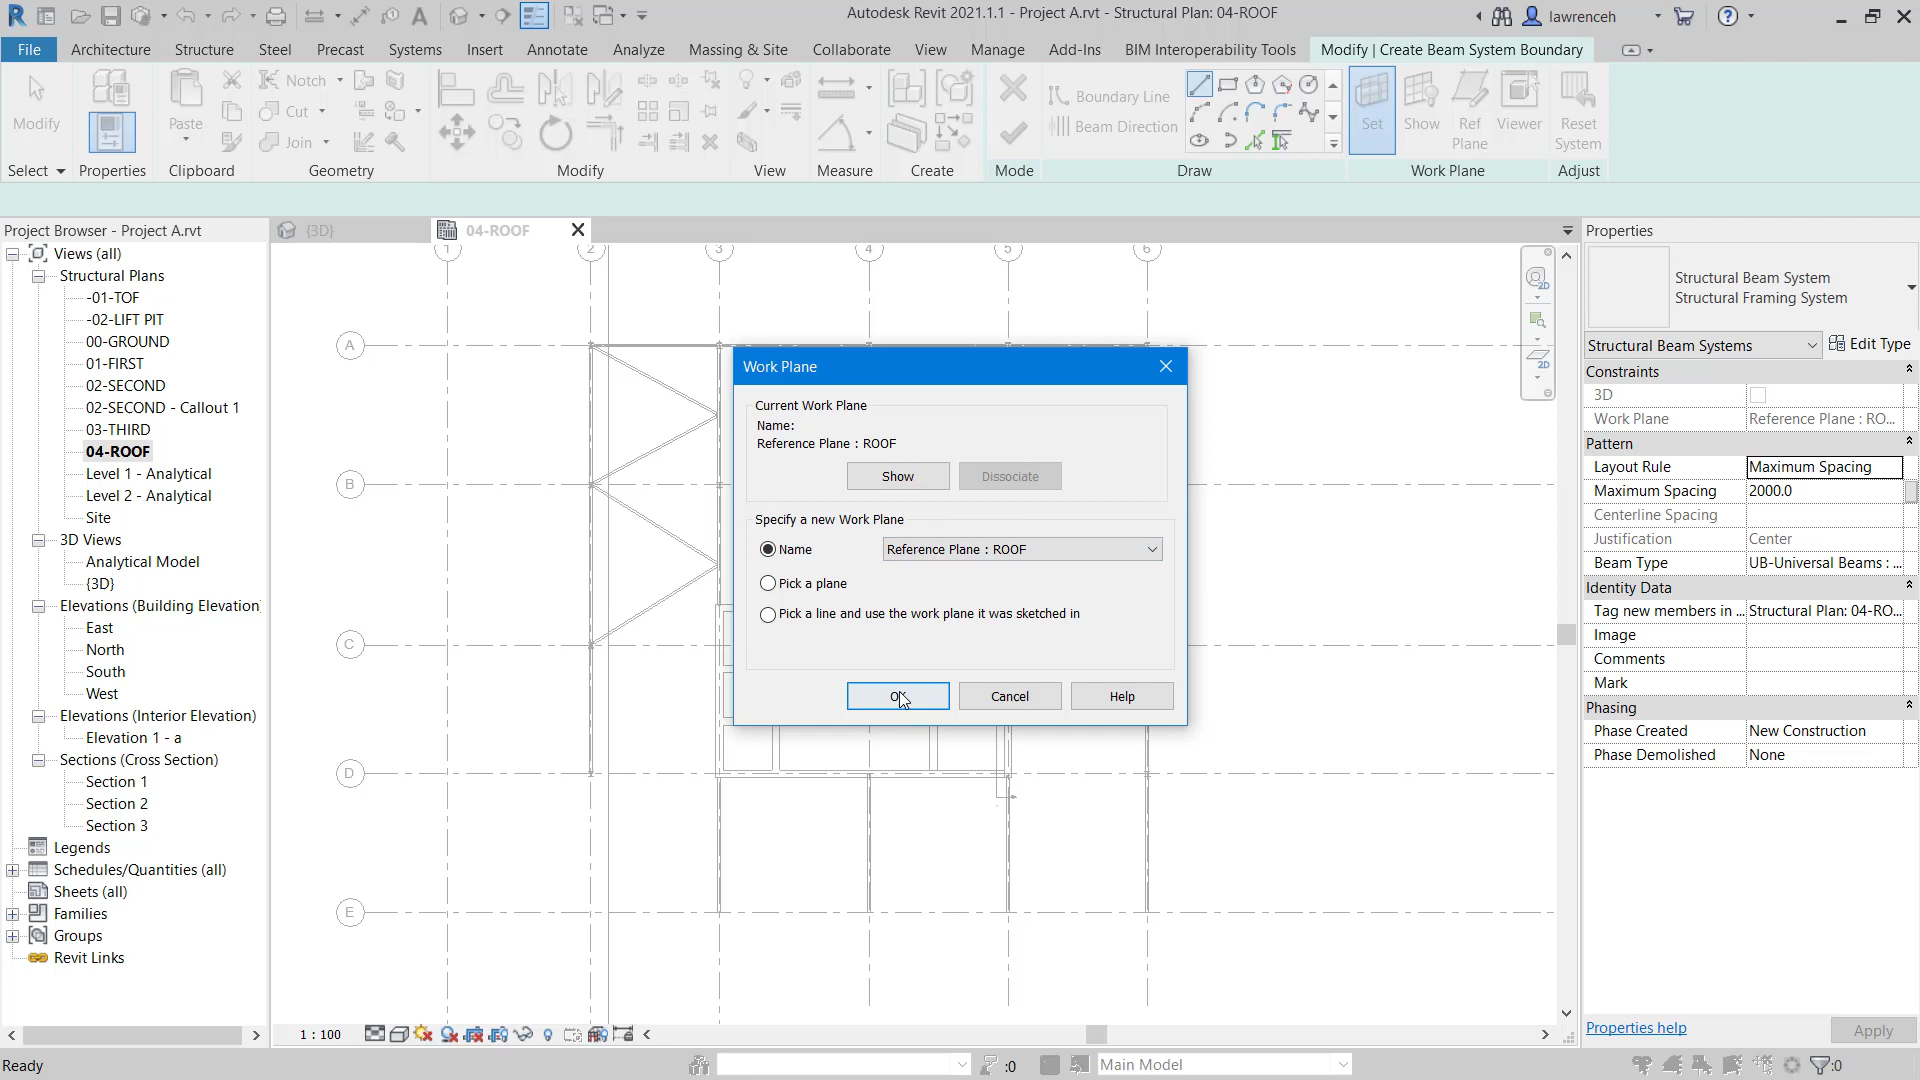 Autodesk Revit 2021.1.1 - Project A.rvt - Structural Plan: 04-ROOF
lawrenceh
File Architecture Structure Steel Precast Systems Insert Annotate Analyze Massing & Site Collaborate View Manage Add-Ins BIM Interoperability Tools Modify | Create Beam System Boundary
Modify
Paste
Notch
Cut
Join
Boundary Line
Beam Direction
Set
Show
Ref
Plane
Viewer
Reset
System
Select Properties Clipboard Geometry Modify View Measure Create Mode Draw Work Plane Adjust
Project Browser - Project A.rvt
Views (all)
Structural Plans
-01-TOF
-02-LIFT PIT
00-GROUND
01-FIRST
02-SECOND
02-SECOND - Callout 1
03-THIRD
04-ROOF
Level 1 - Analytical
Level 2 - Analytical
Site
3D Views
Analytical Model
{3D}
Elevations (Building Elevation)
East
North
South
West
Elevations (Interior Elevation)
Elevation 1 - a
Sections (Cross Section)
Section 1
Section 2
Section 3
Legends
Schedules/Quantities (all)
Sheets (all)
Families
Groups
Revit Links
{3D}
04-ROOF
1 2 3 4 5 6
A
B
C
D
E
2D
2D
Work Plane
Current Work Plane
Name:
Reference Plane : ROOF
Show
Dissociate
Specify a new Work Plane
Name
Reference Plane : ROOF
Pick a plane
Pick a line and use the work plane it was sketched in
OK
Cancel
Help
Properties
Structural Beam System
Structural Framing System
Structural Beam Systems
Edit Type
Constraints
3D
Work Plane Reference Plane : RO...
Pattern
Layout Rule Maximum Spacing
Maximum Spacing 2000.0
Centerline Spacing
Justification Center
Beam Type UB-Universal Beams : ...
Identity Data
Tag new members in ... Structural Plan: 04-RO...
Image
Comments
Mark
Phasing
Phase Created New Construction
Phase Demolished None
Properties help
Apply
1 : 100
Ready
:0
Main Model
:0